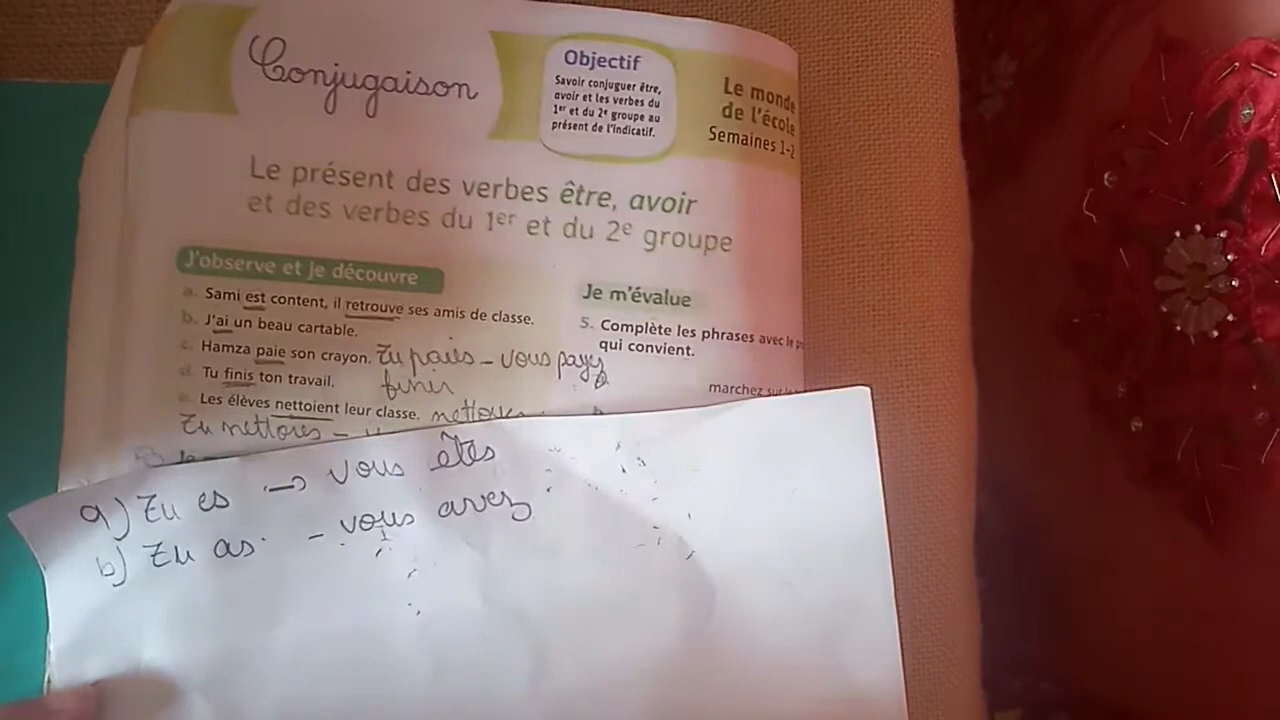 Conjugaison
Objectif
Savoir conjuguer être,
avoir et les verbes du
1er et du 2e groupe au
présent de l'indicatif.
Le monde
de l'école
Semaines 1-2
Le présent des verbes être, avoir
et des verbes du 1er et du 2e groupe
J'observe et je découvre
a. Sami est content, il retrouve ses amis de classe.
b. J'ai un beau cartable.
c. Hamza paie son crayon. Tu paies - vous payez
d. Tu finis ton travail. finir
e. Les élèves nettoient leur classe.
Tu nettoies -
Je m'évalue
5. Complète les phrases avec le
qui convient.
marchez sur
a) Tu es → vous êtes
b) Tu as. - vous avez